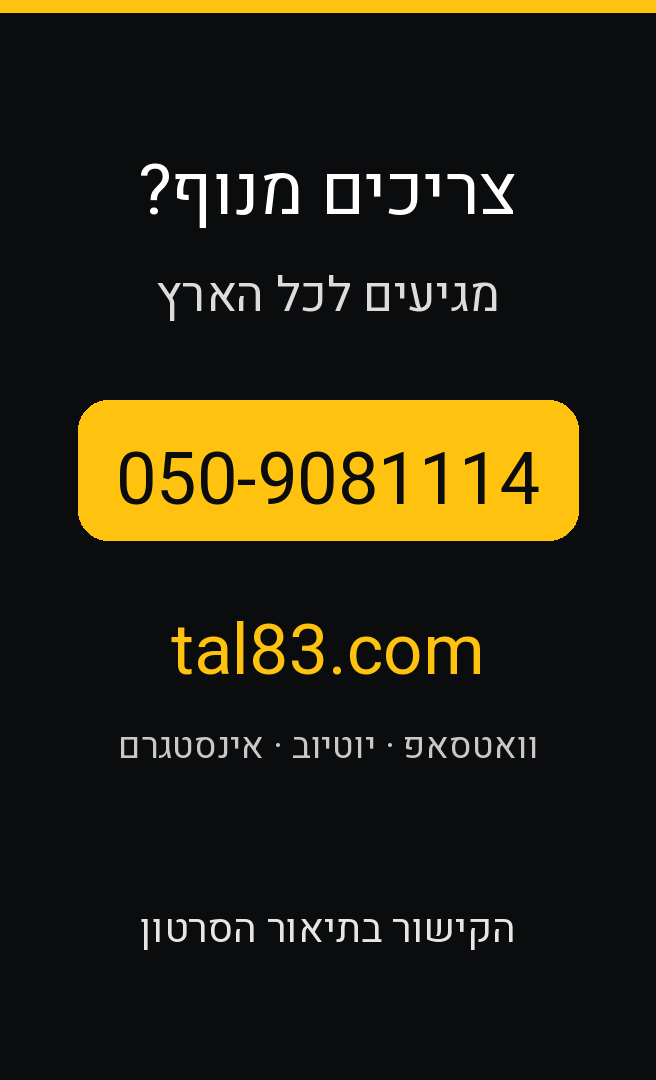 צריכים מנוף?
מגיעים לכל הארץ
050-9081114
tal83.com
וואטסאפ · יוטיוב · אינסטגרם
הקישור בתיאור הסרטון